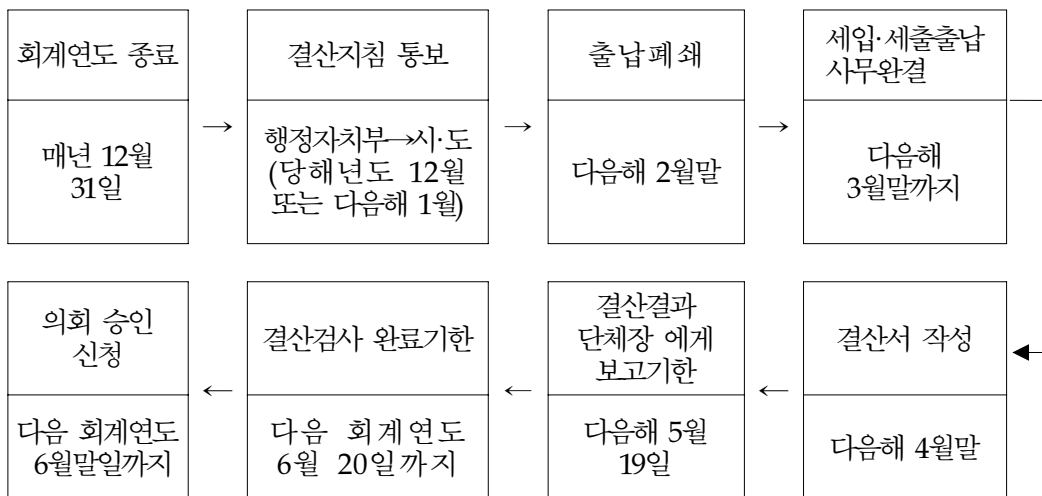 회계연도 종료
매년 12월
31일
→
결산지침 통보
행정자치부→시·도
(당해년도 12월
또는 다음해 1월)
→
출납폐쇄
다음해 2월말
→
세입·세출출납
사무완결
다음해
3월말까지
의회 승인
신청
다음 회계연도
6월말일까지
←
결산검사 완료기한
다음 회계연도
6월 20일까지
←
결산결과
단체장 에게
보고기한
다음해 5월
19일
←
결산서 작성
다음해 4월말